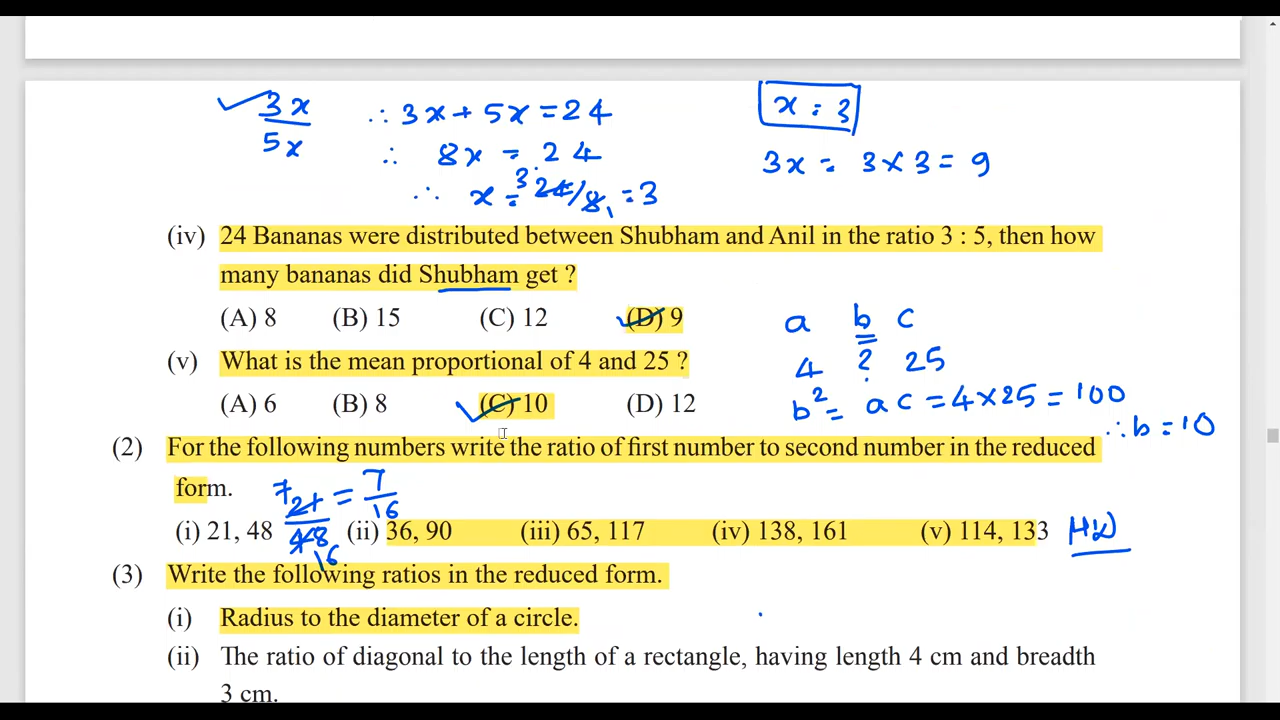 3x/5x ∴ 3x + 5x = 24 x = 3
∴ 8x = 24 3x = 3 × 3 = 9
∴ x = 3 24/8 1 = 3
(iv) 24 Bananas were distributed between Shubham and Anil in the ratio 3 : 5, then how
many bananas did Shubham get ?
(A) 8 (B) 15 (C) 12 (D) 9 a b c
(v) What is the mean proportional of 4 and 25 ? 4 ? 25
(A) 6 (B) 8 (C) 10 (D) 12 b² = ac = 4 × 25 = 100
∴ b = 10
(2) For the following numbers write the ratio of first number to second number in the reduced
form. 7 21/48 16 = 7/16
(i) 21, 48 (ii) 36, 90 (iii) 65, 117 (iv) 138, 161 (v) 114, 133 HW
(3) Write the following ratios in the reduced form.
(i) Radius to the diameter of a circle.
(ii) The ratio of diagonal to the length of a rectangle, having length 4 cm and breadth
3 cm.